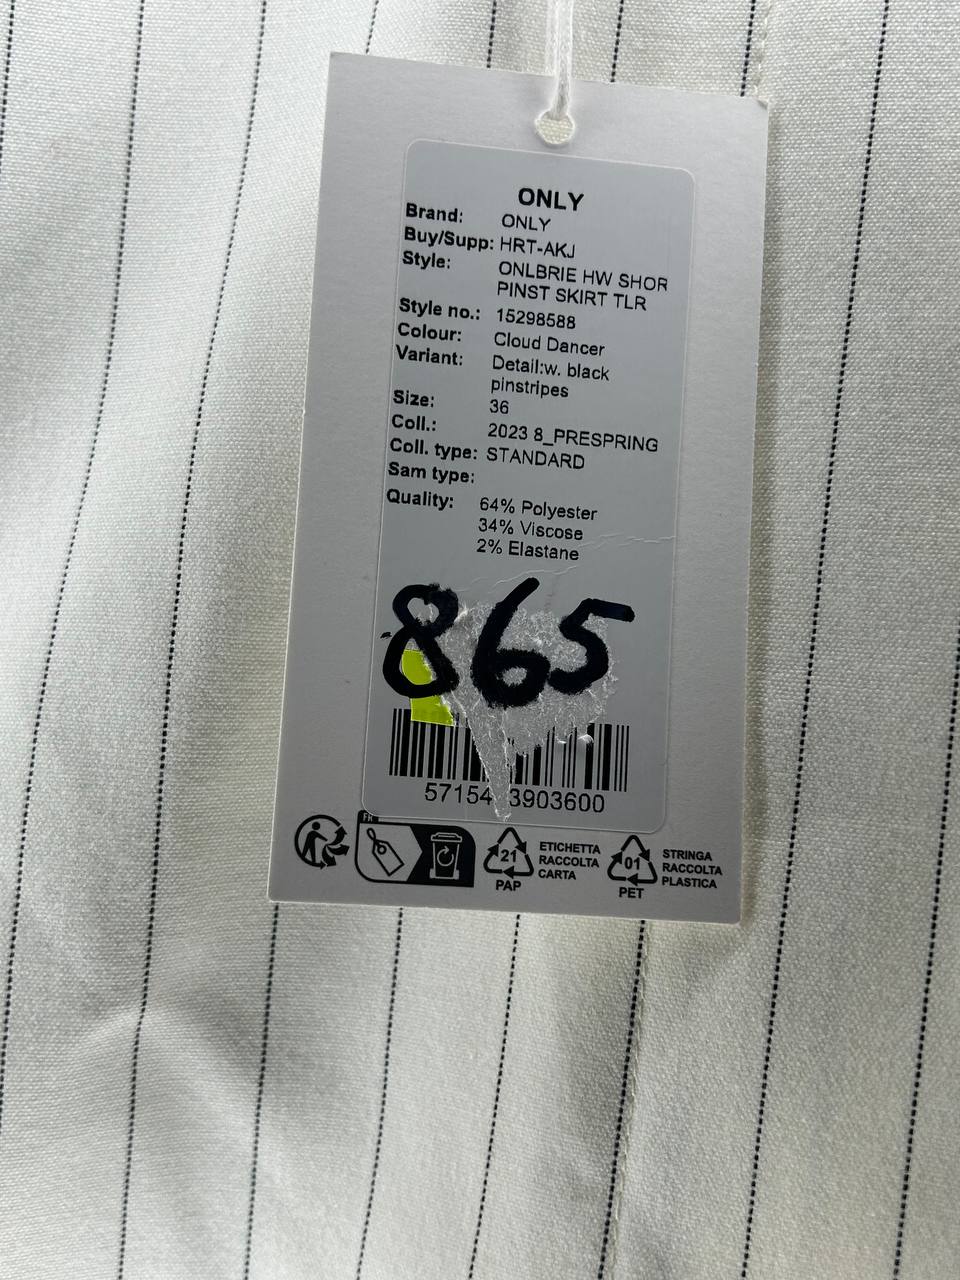 ONLY
Brand: ONLY
Buy/Supp: HRT-AKJ
Style: ONLBRIE HW SHOR
PINST SKIRT TLR
Style no.: 15298588
Colour: Cloud Dancer
Variant: Detail:w. black
pinstripes
Size: 36
Coll.: 2023 8_PRESPRING
Coll. type: STANDARD
Sam type:
Quality: 64% Polyester
34% Viscose
2% Elastane
865
FR
21
PAP
ETICHETTA
RACCOLTA
CARTA
01
PET
STRINGA
RACCOLTA
PLASTICA